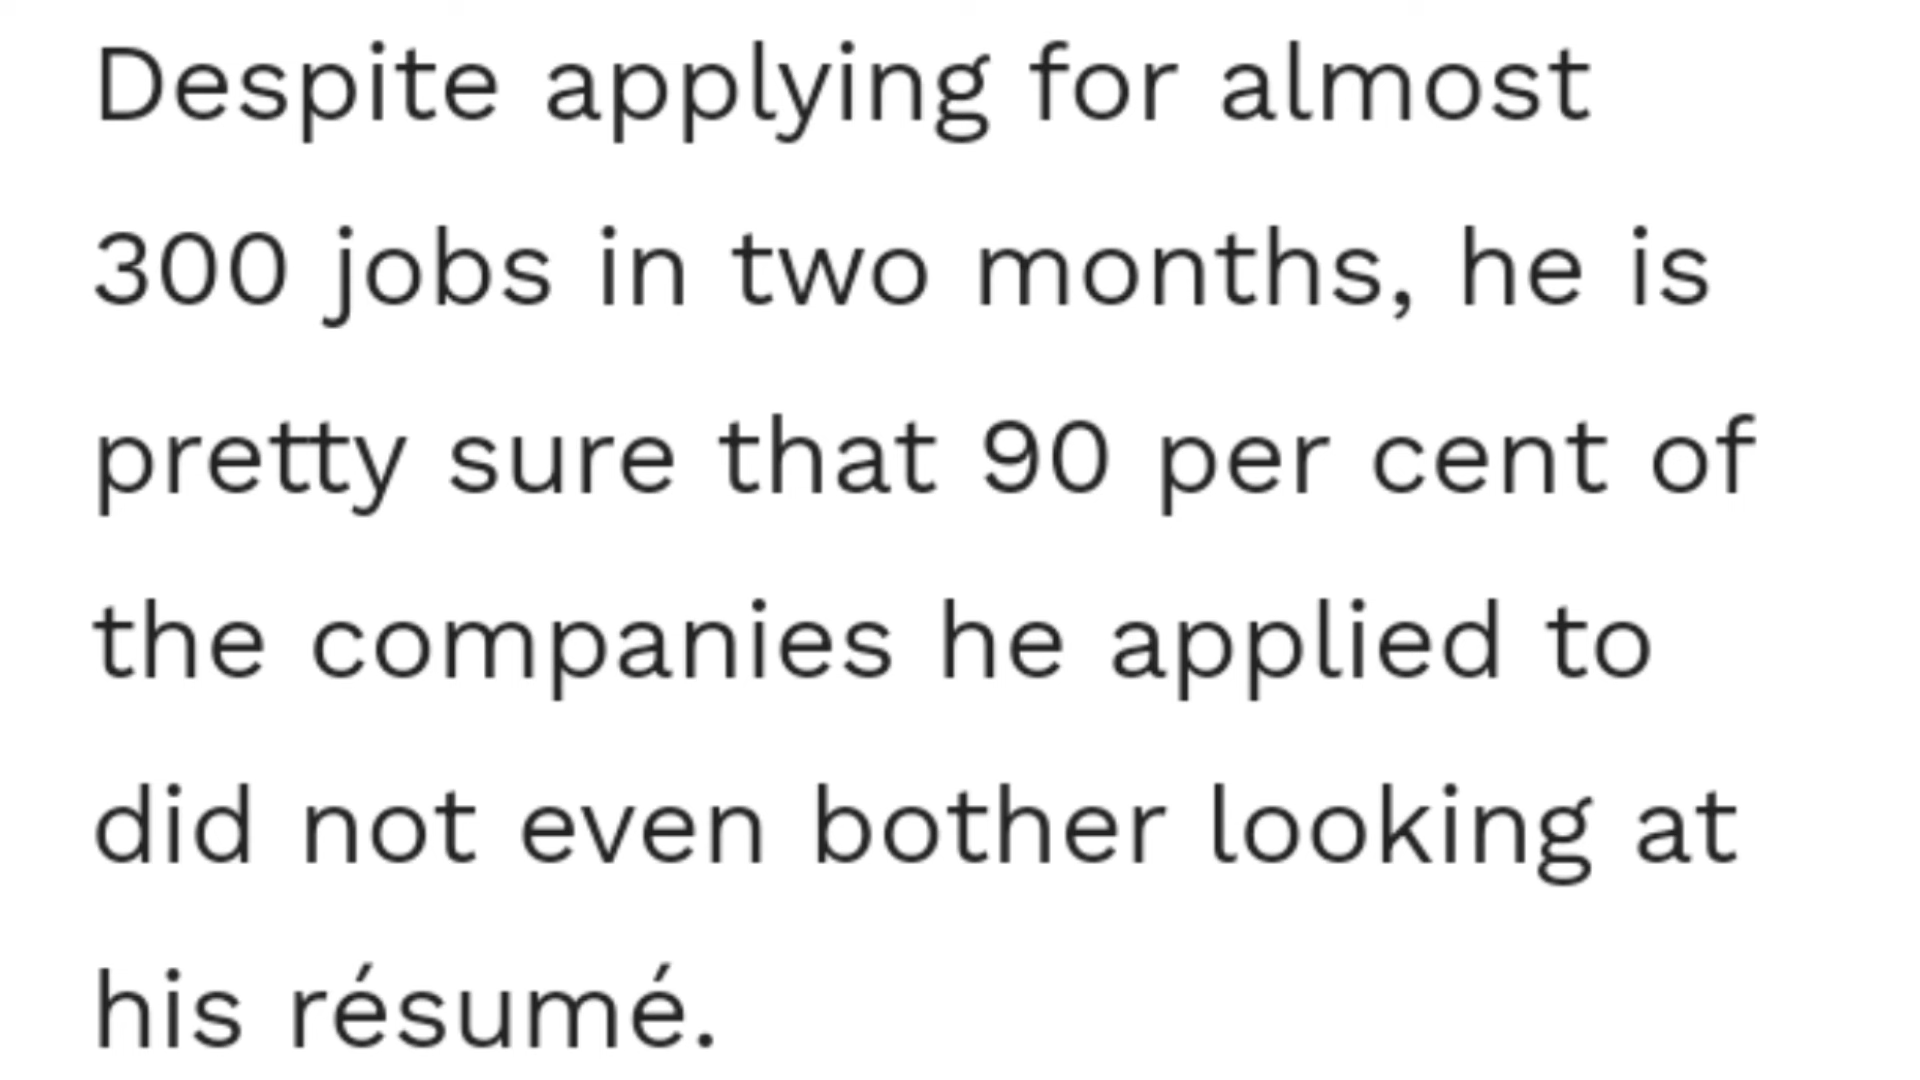 Despite applying for almost
300 jobs in two months, he is
pretty sure that 90 per cent of
the companies he applied to
did not even bother looking at
his résumé.